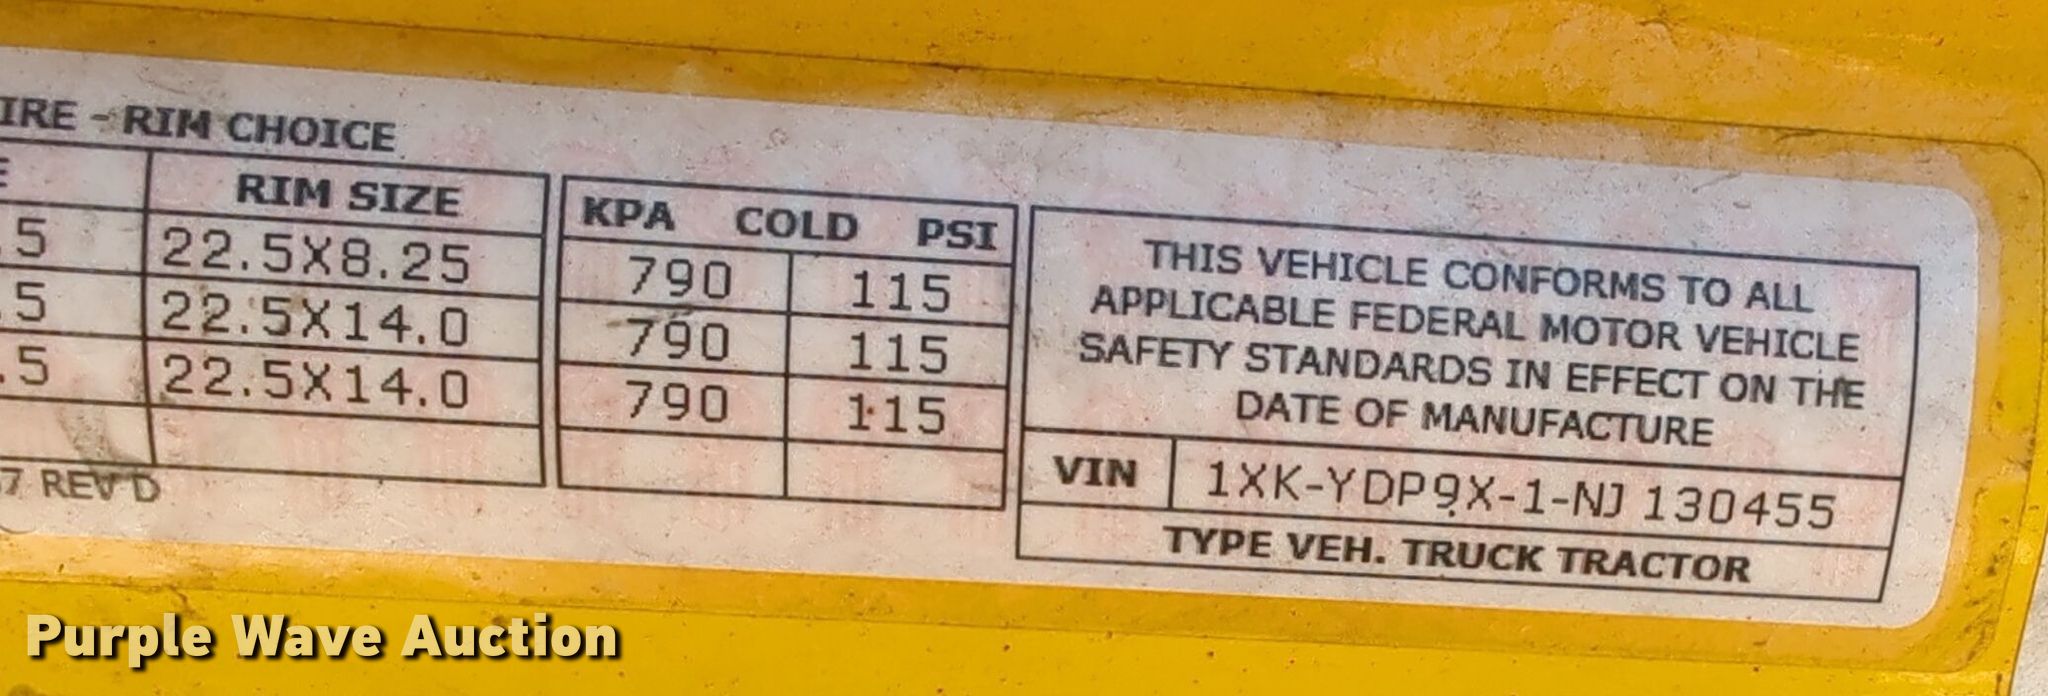 IRE - RIM CHOICE
E RIM SIZE KPA COLD PSI
.5 22.5X8.25 790 115
.5 22.5X14.0 790 115
.5 22.5X14.0 790 115
7 REV D
THIS VEHICLE CONFORMS TO ALL
APPLICABLE FEDERAL MOTOR VEHICLE
SAFETY STANDARDS IN EFFECT ON THE
DATE OF MANUFACTURE
VIN 1XK-YDP9X-1-NJ 130455
TYPE VEH. TRUCK TRACTOR
Purple Wave Auction